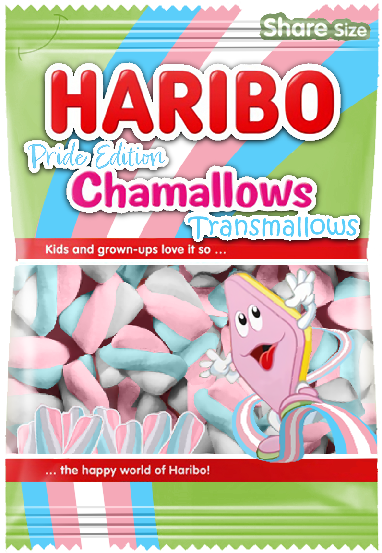 Share Size
HARIBO
Pride Edition
Chamallows
Transmallows
Kids and grown-ups love it so ...
... the happy world of Haribo!